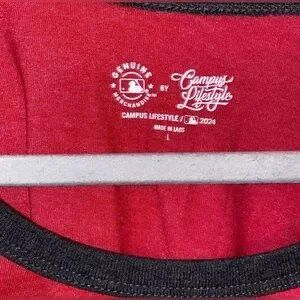 GENUINE
MERCHANDISE
BY
Campus
Lifestyle
CAMPUS LIFESTYLE / 2024
MADE IN LAOS
L